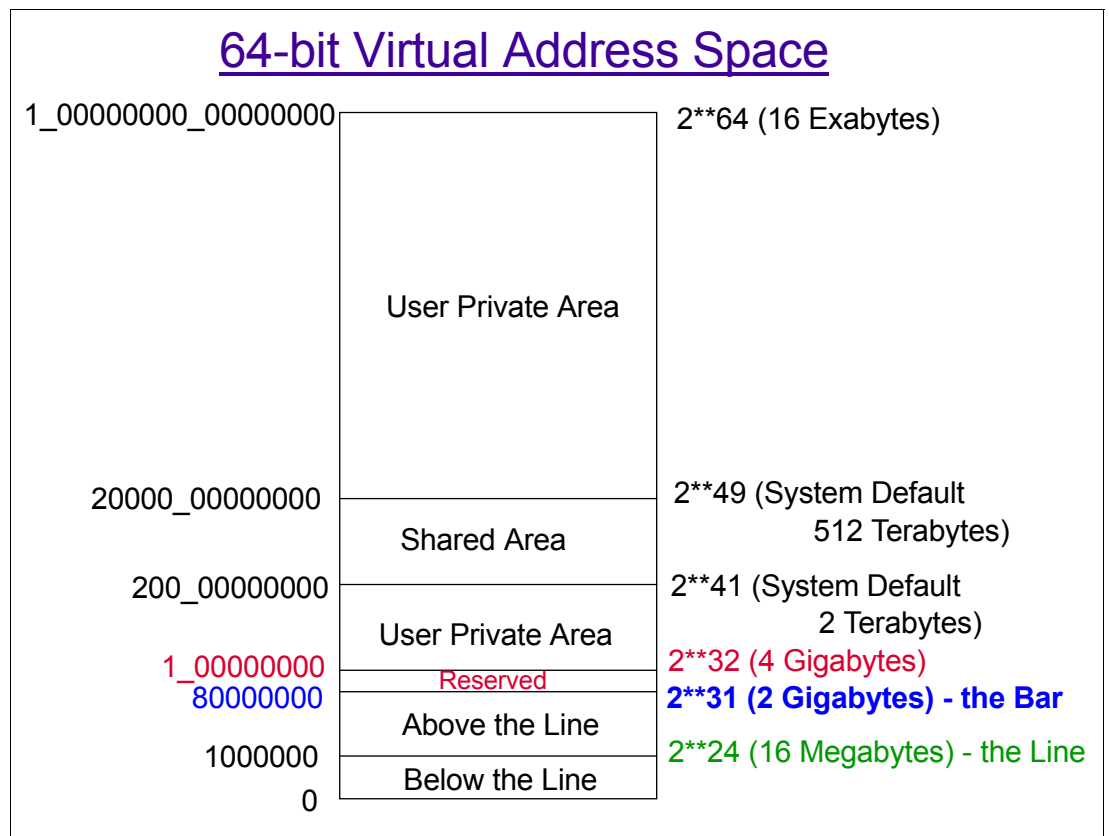 64-bit Virtual Address Space
1_00000000_00000000
2**64 (16 Exabytes)
User Private Area
20000_00000000
2**49 (System Default
512 Terabytes)
Shared Area
200_00000000
2**41 (System Default
2 Terabytes)
User Private Area
1_00000000
2**32 (4 Gigabytes)
Reserved
80000000
2**31 (2 Gigabytes) - the Bar
Above the Line
1000000
2**24 (16 Megabytes) - the Line
Below the Line
0